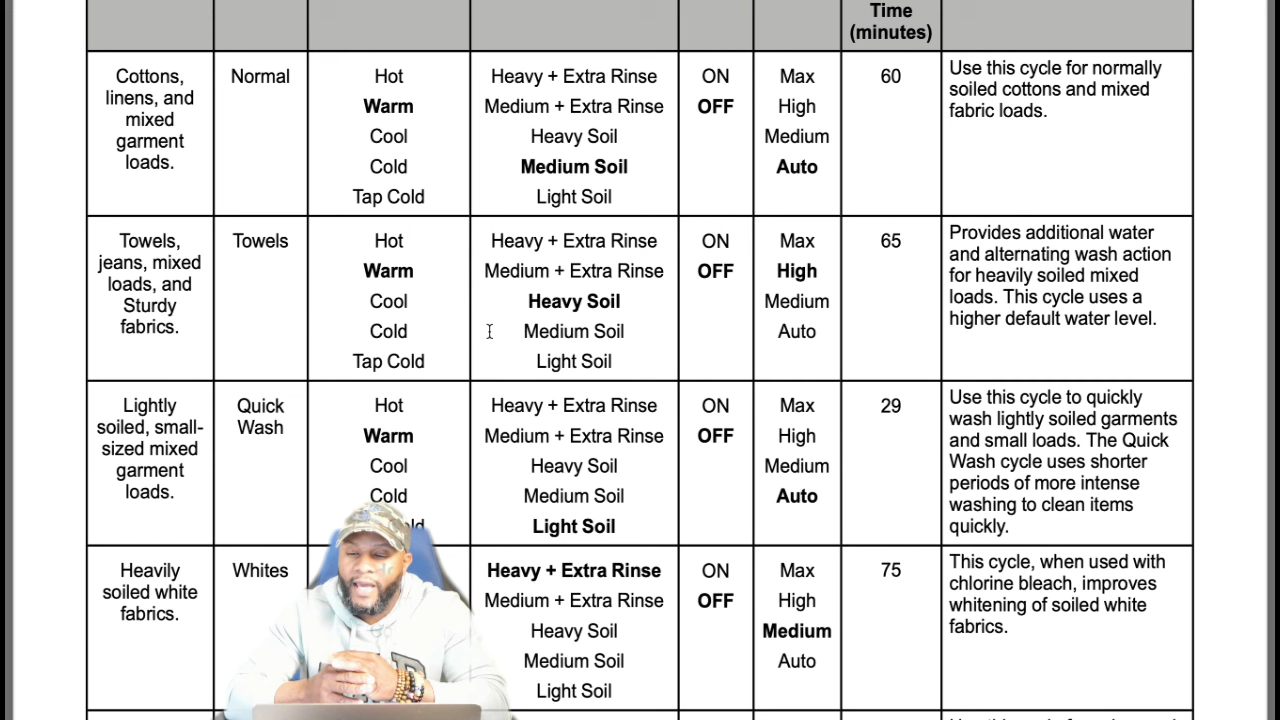 Time
(minutes)
Cottons,
linens, and
mixed
garment
loads.
Normal
Hot
Warm
Cool
Cold
Tap Cold
Heavy + Extra Rinse
Medium + Extra Rinse
Heavy Soil
Medium Soil
Light Soil
ON
OFF
Max
High
Medium
Auto
60
Use this cycle for normally
soiled cottons and mixed
fabric loads.
Towels,
jeans, mixed
loads, and
Sturdy
fabrics.
Towels
Hot
Warm
Cool
Cold
Tap Cold
Heavy + Extra Rinse
Medium + Extra Rinse
Heavy Soil
Medium Soil
Light Soil
ON
OFF
Max
High
Medium
Auto
65
Provides additional water
and alternating wash action
for heavily soiled mixed
loads. This cycle uses a
higher default water level.
Lightly
soiled, small-
sized mixed
garment
loads.
Quick
Wash
Hot
Warm
Cool
Cold
Heavy + Extra Rinse
Medium + Extra Rinse
Heavy Soil
Medium Soil
Light Soil
ON
OFF
Max
High
Medium
Auto
29
Use this cycle to quickly
wash lightly soiled garments
and small loads. The Quick
Wash cycle uses shorter
periods of more intense
washing to clean items
quickly.
Heavily
soiled white
fabrics.
Whites
Heavy + Extra Rinse
Medium + Extra Rinse
Heavy Soil
Medium Soil
Light Soil
ON
OFF
Max
High
Medium
Auto
75
This cycle, when used with
chlorine bleach, improves
whitening of soiled white
fabrics.